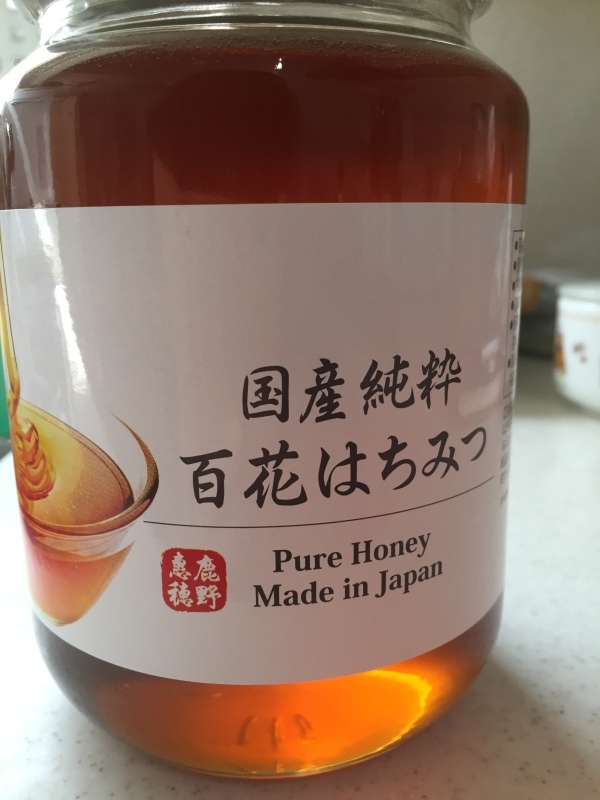 国産純粋
百花はちみつ
Pure Honey
Made in Japan
鹿野
恵穂